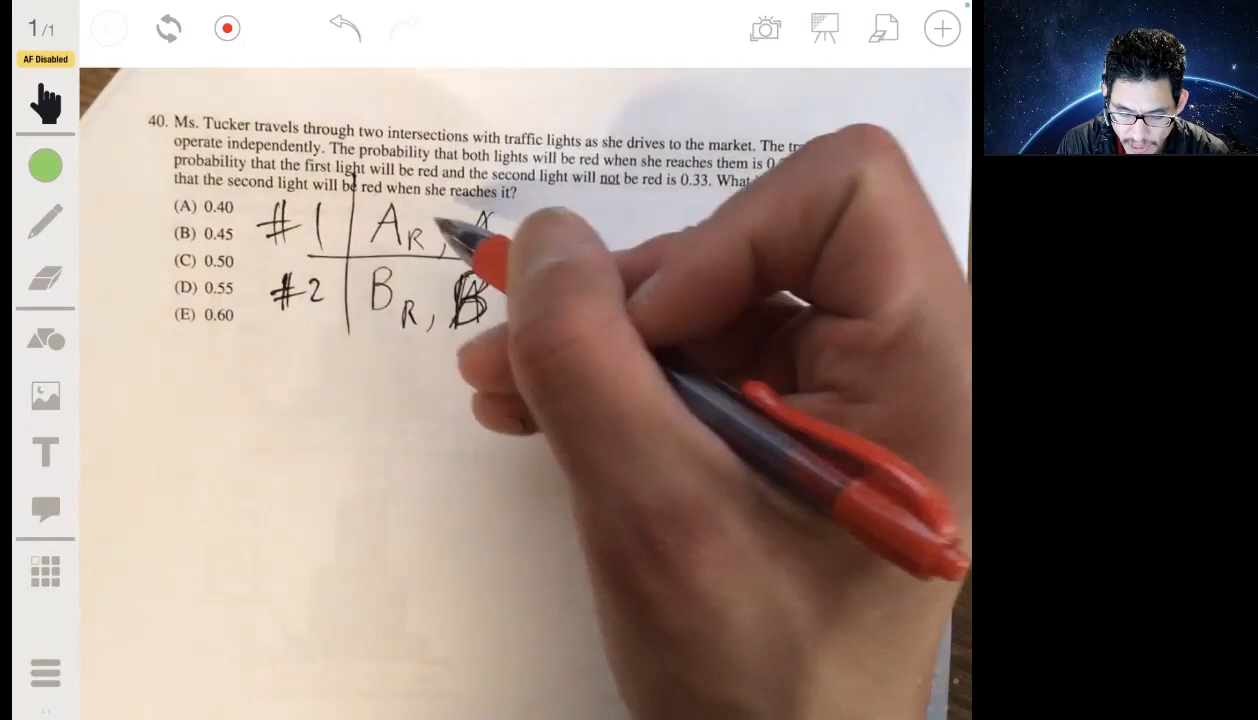 1/1
AF Disabled
40. Ms. Tucker travels through two intersections with traffic lights as she drives to the market. The
operate independently. The probability that both lights will be red when she reaches them is
probability that the first light will be red and the second light will not be red is 0.33. What
that the second light will be red when she reaches it?
(A) 0.40
(B) 0.45
(C) 0.50
(D) 0.55
(E) 0.60
#1 AR,
#2 BR,
T